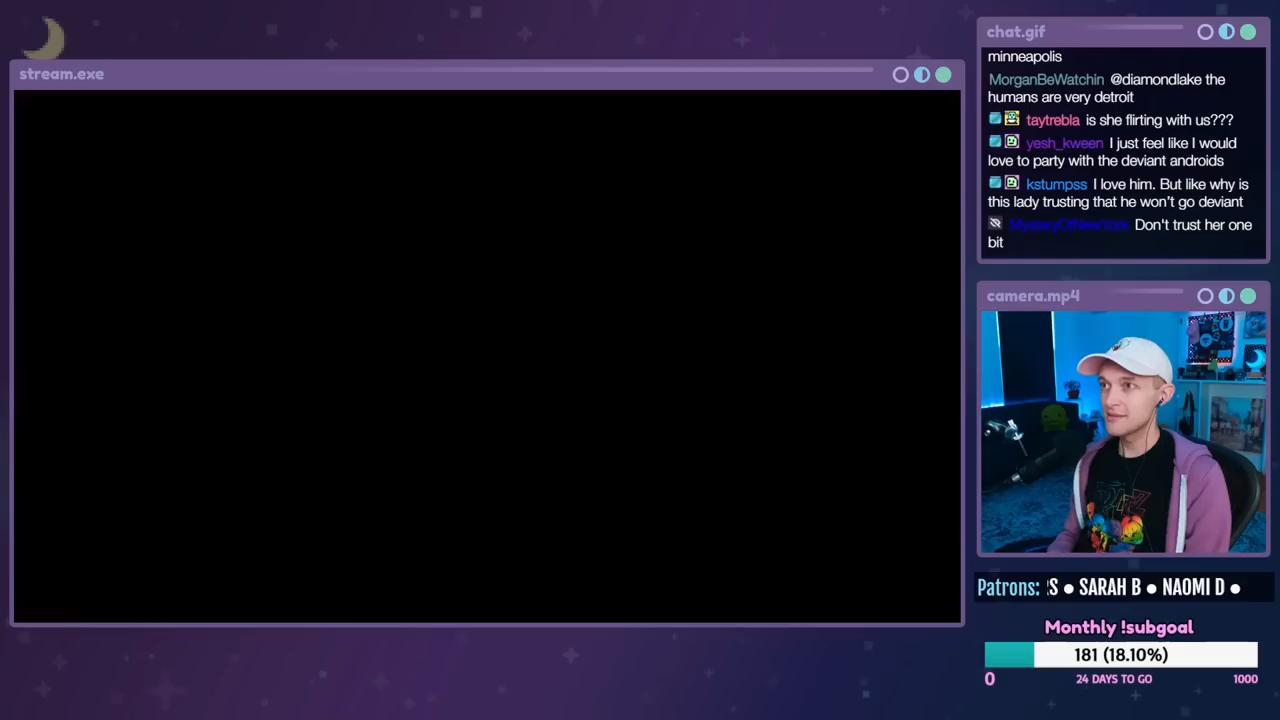 stream.exe
chat.gif
minneapolis
MorganBeWatchin @diamondlake the
humans are very detroit
taytrebla is she flirting with us???
yesh_kween I just feel like I would
love to party with the deviant androids
kstumpss I love him. But like why is
this lady trusting that he won't go deviant
MysteryOfNewYork Don't trust her one
bit
camera.mp4
Patrons: RS ● SARAH B ● NAOMI D ●
Monthly !subgoal
181 (18.10%)
0 24 DAYS TO GO 1000